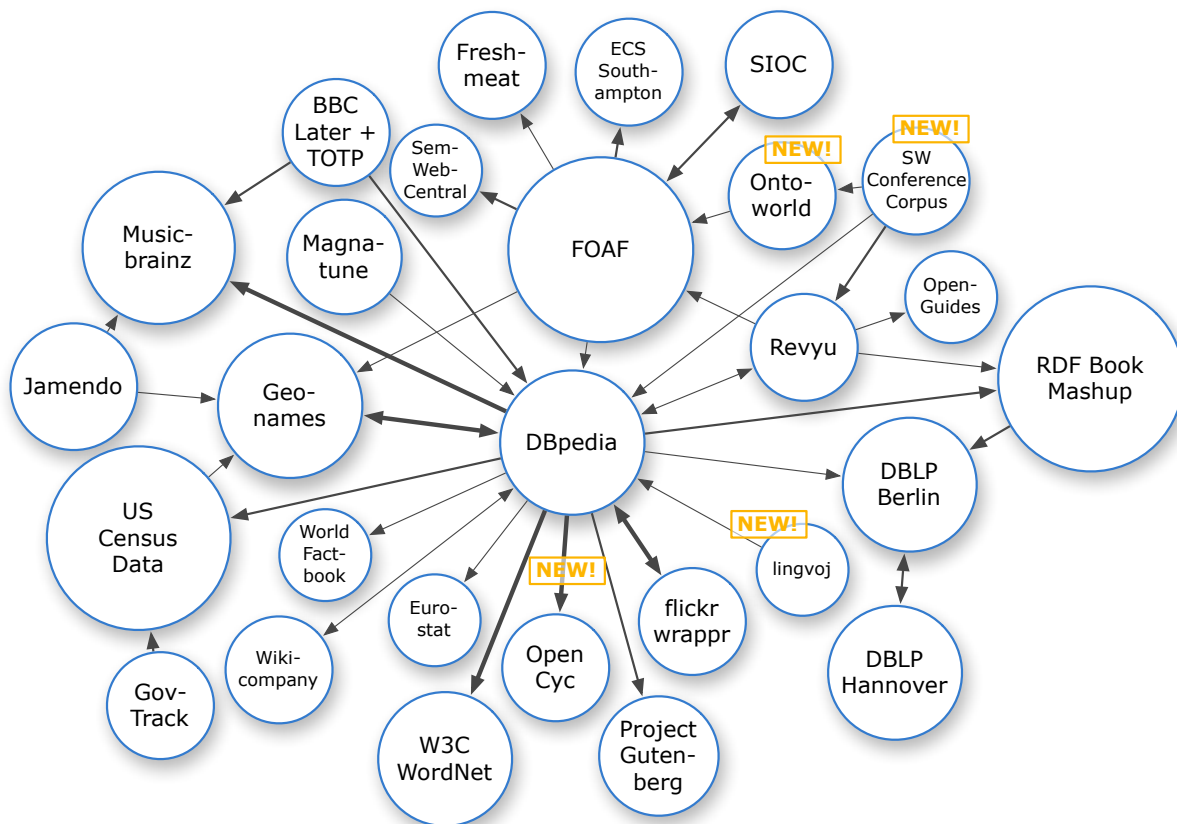 Fresh-
meat
ECS
South-
ampton
SIOC
BBC
Later +
TOTP
NEW!
NEW!
Sem-
Web-
Central
Onto-
world
SW
Conference
Corpus
Music-
brainz
Magna-
tune
FOAF
Open-
Guides
Revyu
RDF Book
Mashup
Jamendo
Geo-
names
DBpedia
DBLP
Berlin
US
Census
Data
World
Fact-
book
NEW!
NEW!
lingvoj
Euro-
stat
flickr
wrappr
Wiki-
company
Open
Cyc
DBLP
Hannover
Gov-
Track
W3C
WordNet
Project
Guten-
berg